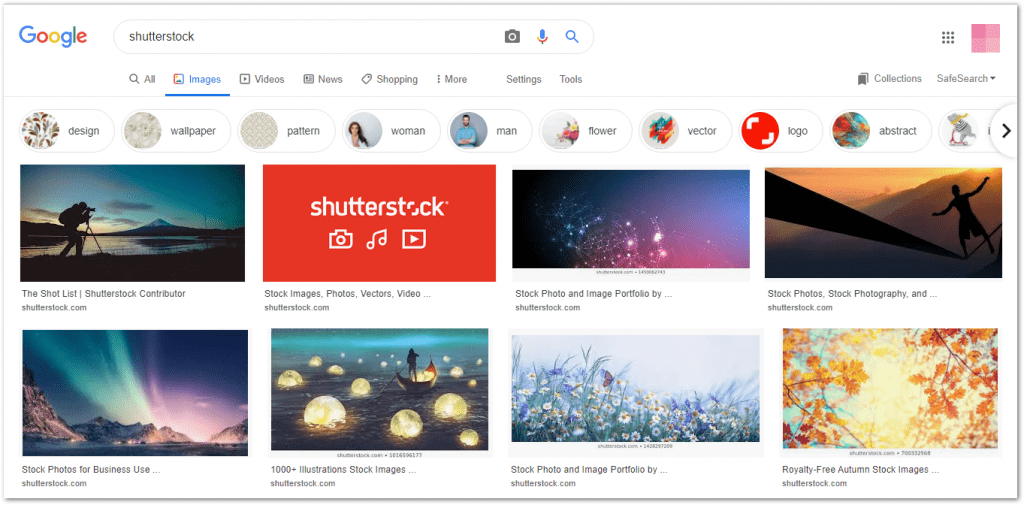 Google
shutterstock
All Images Videos News Shopping More Settings Tools Collections SafeSearch
design wallpaper pattern woman man flower vector logo abstract
shutterstock
shutterstock.com • 1450062743
The Shot List | Shutterstock Contributor
shutterstock.com
Stock Images, Photos, Vectors, Video ...
shutterstock.com
Stock Photo and Image Portfolio by ...
shutterstock.com
Stock Photos, Stock Photography, and ...
shutterstock.com
shutterstock.com • 1016596177
shutterstock.com • 1428297209
shutterstock.com • 700332568
Stock Photos for Business Use ...
shutterstock.com
1000+ Illustrations Stock Images ...
shutterstock.com
Stock Photo and Image Portfolio by ...
shutterstock.com
Royalty-Free Autumn Stock Images ...
shutterstock.com